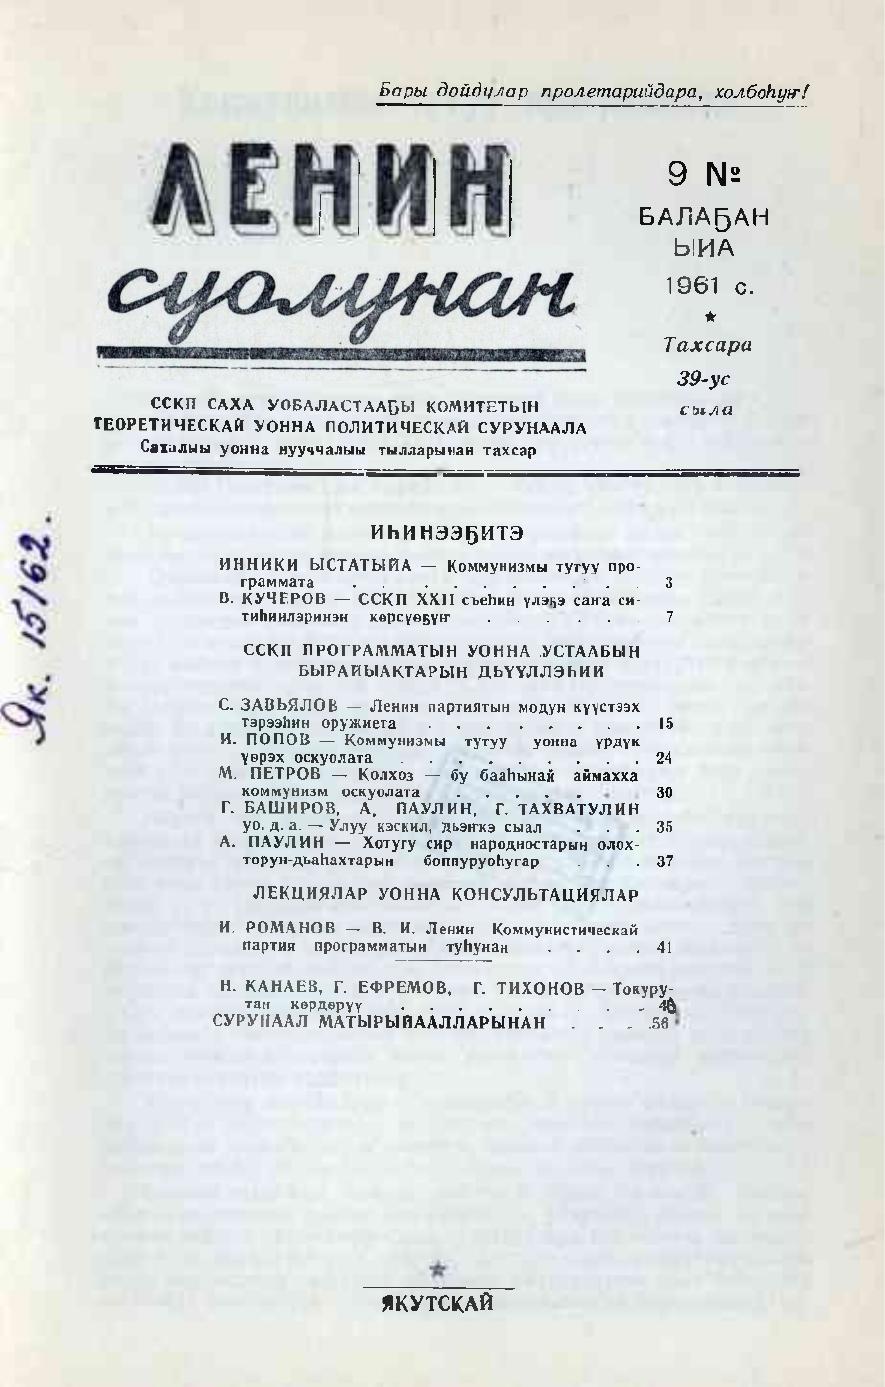 Бары дойдулар пролетарийдара, холбоһуҥ!
ЛЕНИН
суолунан
9 №
БАЛАҔАН
ЫЙА
1961 с.
Тахсара
39-ус
сыла
ССКП САХА УОБАЛАСТААҔЫ КОМИТЕТЫН
ТЕОРЕТИЧЕСКАЙ УОННА ПОЛИТИЧЕСКАЙ СУРУНААЛА
Сахалыы уонна нууччалыы тылларынан тахсар
Як. 15162.
ИҺИНЭЭҔИТЭ
ИННИКИ ЫСТАТЫЙА — Коммунизмы тутуу про-
граммата . . . . . . . . . . 3
В. КУЧЕРОВ — ССКП XXII съеһин үлэҕэ саҥа си-
тиһиилэринэн көрсүөҕүҥ . . . . . 7
ССКП ПРОГРАММАТЫН УОННА УСТААБЫН
БЫРАЙЫАКТАРЫН ДЬҮҮЛЛЭҺИИ
С. ЗАВЬЯЛОВ — Ленин партиятын модун күүстээх
тэрээһин оружиета . . . . . . . 15
И. ПОПОВ — Коммунизмы тутуу уонна үрдүк
үөрэх оскуолата . . . . . . . . 24
М. ПЕТРОВ — Колхоз — бу бааһынай аймахха
коммунизм оскуолата . . . . . . . 30
Г. БАШИРОВ, А. ПАУЛИН, Г. ТАХВАТУЛИН
уо. д. а. — Улуу кэскил, дьэҥкэ сыал . . . 35
А. ПАУЛИН — Хотугу сир народностарын олох-
торун-дьаһахтарын боппуруоһугар . . . 37
ЛЕКЦИЯЛАР УОННА КОНСУЛЬТАЦИЯЛАР
И. РОМАНОВ — В. И. Ленин Коммунистическай
партия программатын туһунан . . . . 41
Н. КАНАЕВ, Г. ЕФРЕМОВ, Г. ТИХОНОВ — Токуру-
тан көрдөрүү . . . . . . . . .
СУРУНААЛ МАТЫРЫЙААЛЛАРЫНАН . . . 56
ЯКУТСКАЙ